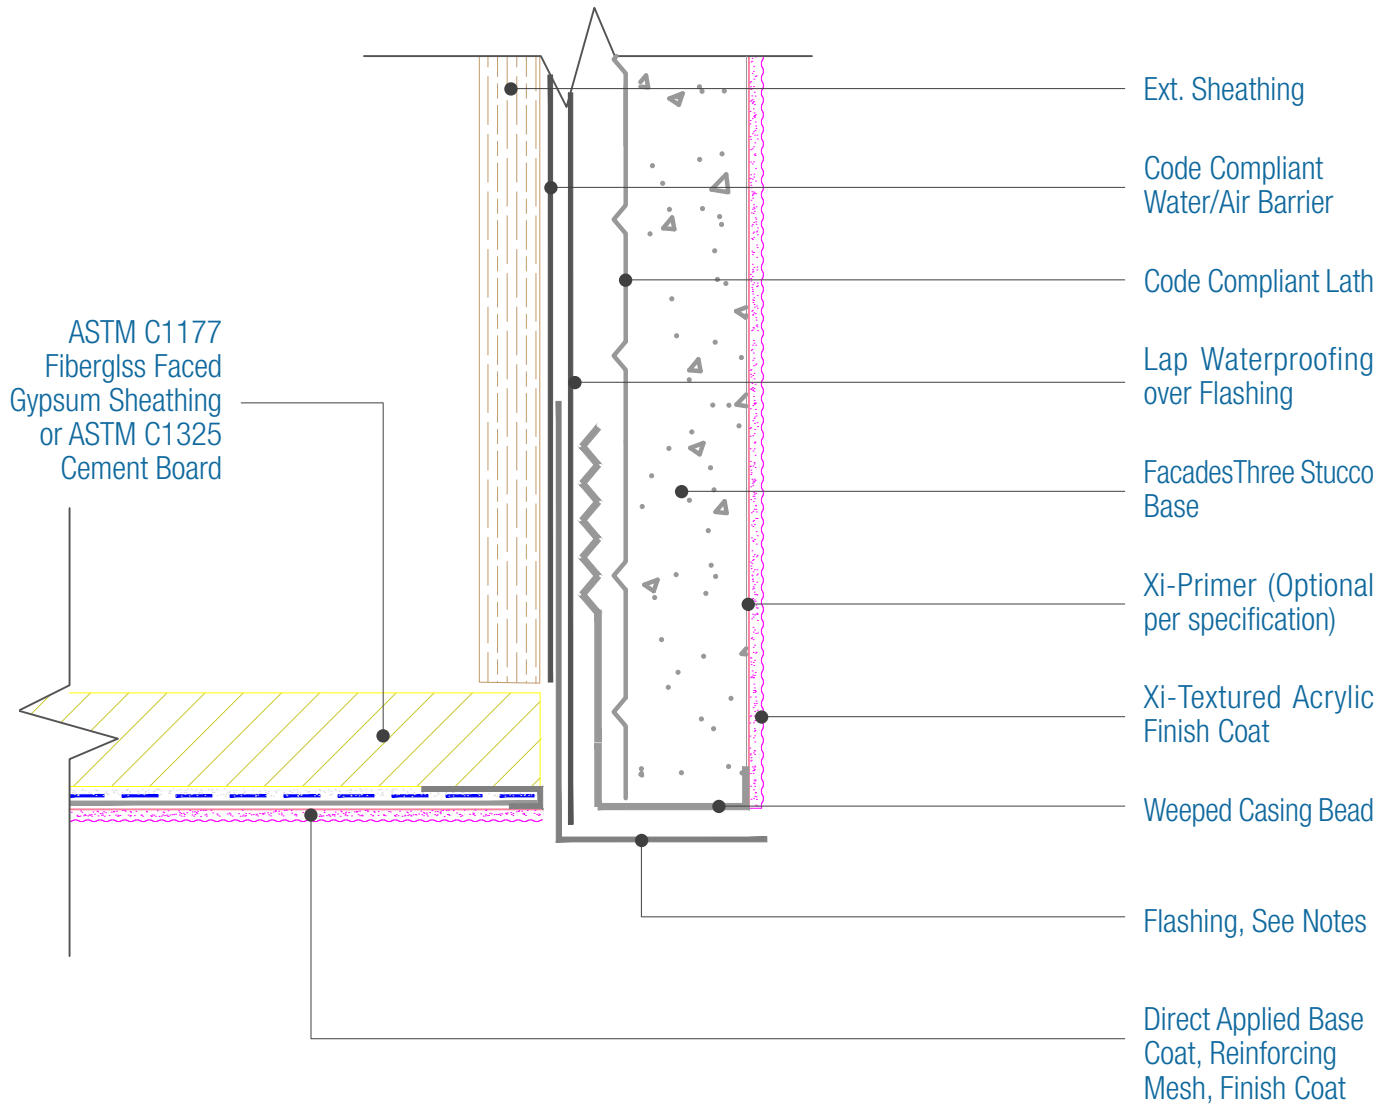 Ext. Sheathing
Code Compliant
Water/Air Barrier
Code Compliant Lath
ASTM C1177
Fiberglss Faced
Gypsum Sheathing
or ASTM C1325
Cement Board
Lap Waterproofing
over Flashing
FacadesThree Stucco
Base
Xi-Primer (Optional
per specification)
Xi-Textured Acrylic
Finish Coat
Weeped Casing Bead
Flashing, See Notes
Direct Applied Base
Coat, Reinforcing
Mesh, Finish Coat